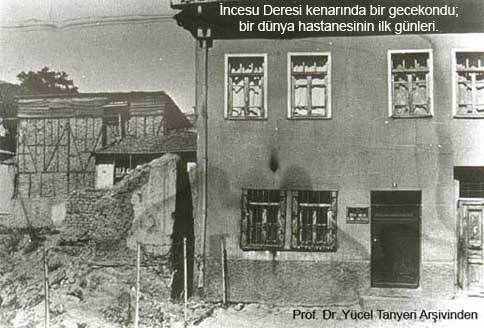 İncesu Deresi kenarında bir gecekondu;
bir dünya hastanesinin ilk günleri.
Prof. Dr. Yücel Tanyeri Arşivinden